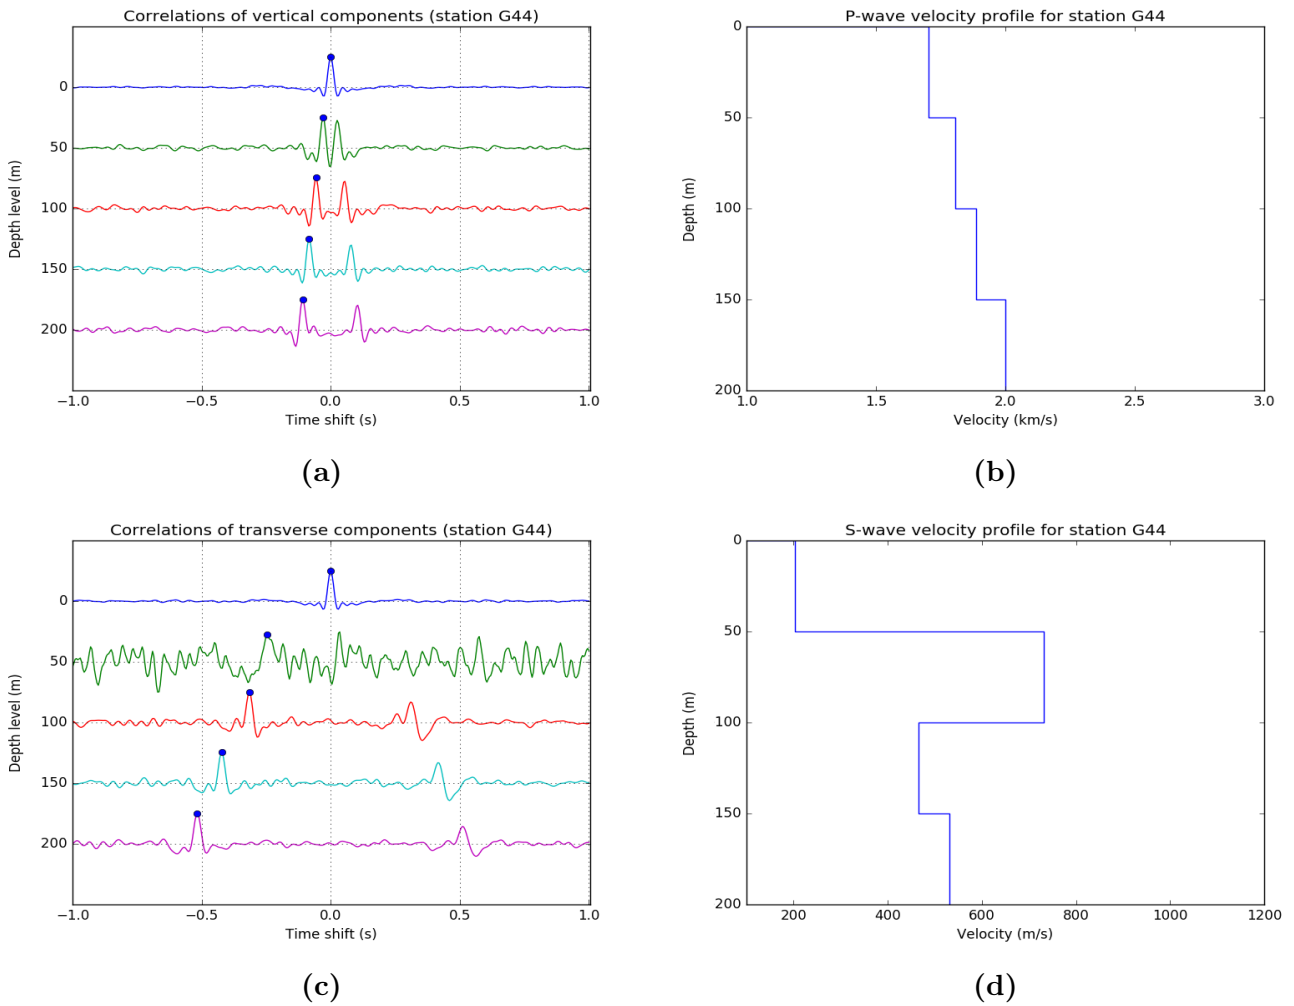 Correlations of vertical components (station G44)
0
50
100
150
200
Depth level (m)
−1.0 −0.5 0.0 0.5 1.0
Time shift (s)
(a)
P-wave velocity profile for station G44
0
50
100
150
200
Depth (m)
1.0 1.5 2.0 2.5 3.0
Velocity (km/s)
(b)
Correlations of transverse components (station G44)
0
50
100
150
200
Depth level (m)
−1.0 −0.5 0.0 0.5 1.0
Time shift (s)
(c)
S-wave velocity profile for station G44
0
50
100
150
200
Depth (m)
200 400 600 800 1000 1200
Velocity (m/s)
(d)